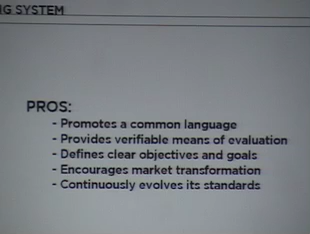 G SYSTEM
PROS:
- Promotes a common language
- Provides verifiable means of evaluation
- Defines clear objectives and goals
- Encourages market transformation
- Continuously evolves its standards